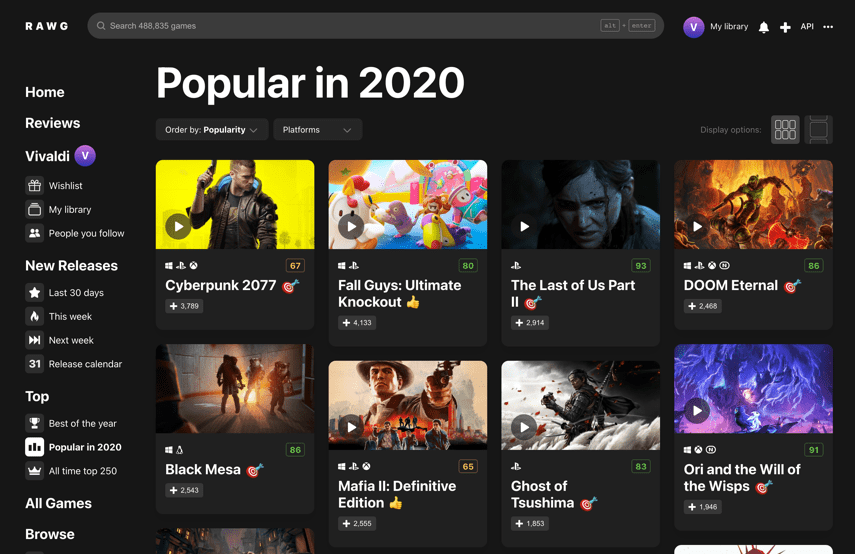 RAWG
Search 488,835 games
alt + enter
V
My library
API
Home
Reviews
Vivaldi V
Wishlist
My library
People you follow
New Releases
Last 30 days
This week
Next week
31 Release calendar
Top
Best of the year
Popular in 2020
All time top 250
All Games
Browse
Popular in 2020
Order by: Popularity
Platforms
Display options:
67
Cyberpunk 2077 🎯
+ 3,789
80
Fall Guys: Ultimate
Knockout 👍
+ 4,133
93
The Last of Us Part
II 🎯
+ 2,914
86
DOOM Eternal 🎯
+ 2,468
86
Black Mesa 🎯
+ 2,543
65
Mafia II: Definitive
Edition 👍
+ 2,555
83
Ghost of
Tsushima 🎯
+ 1,853
91
Ori and the Will of
the Wisps 🎯
+ 1,946